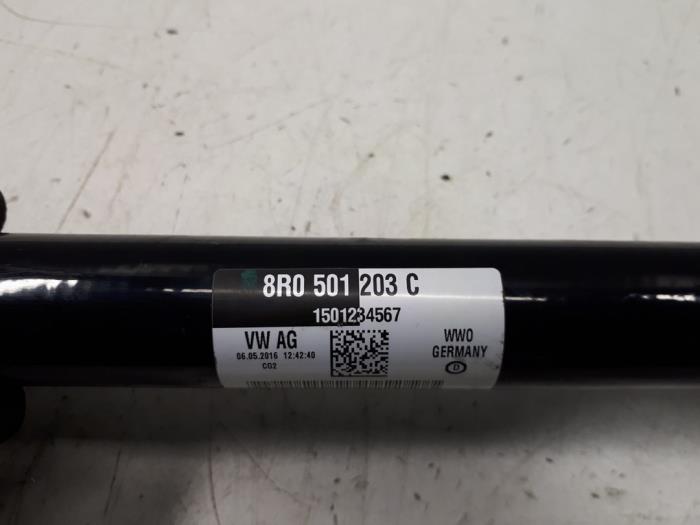 8R0 501 203 C
1501234567
VW AG
06.05.2016 12:42:40
CG2
WWO
GERMANY
D